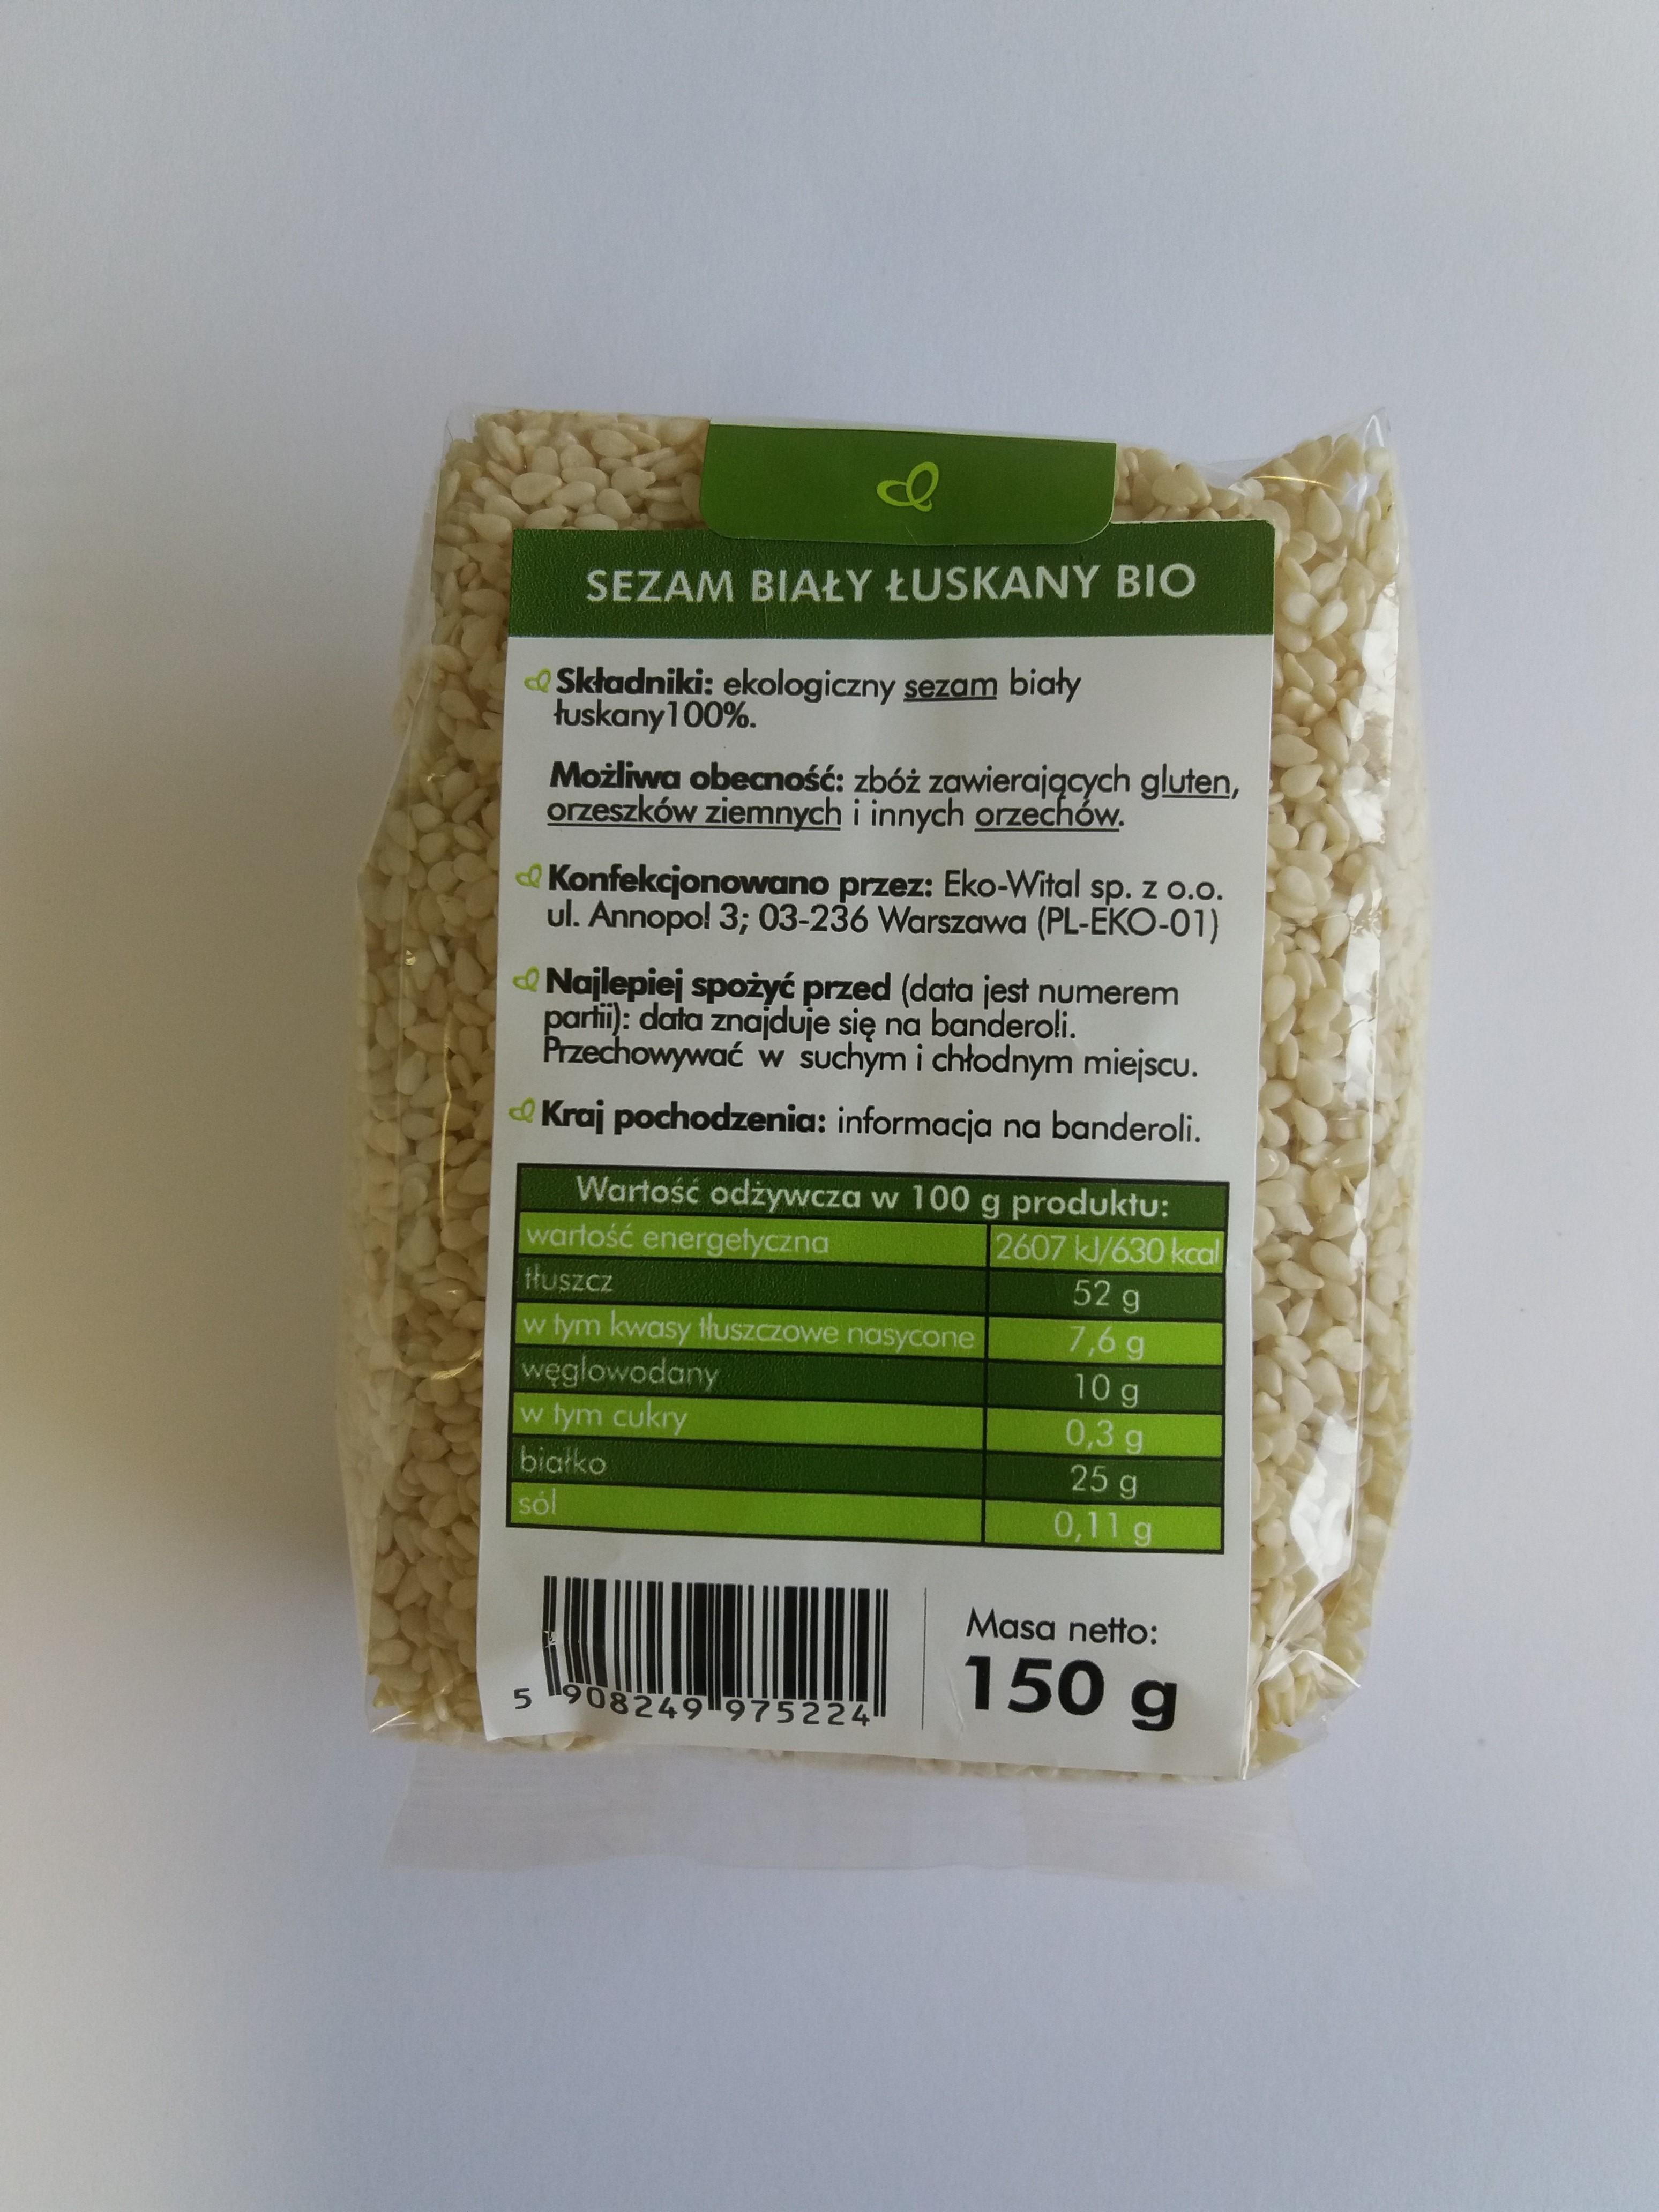 SEZAM BIAŁY ŁUSKANY BIO
Składniki: ekologiczny sezam biały
łuskany100%.
Możliwa obecność: zbóż zawierających gluten,
orzeszków ziemnych i innych orzechów.
Konfekcjonowano przez: Eko-Wital sp. z o.o.
ul. Annopol 3; 03-236 Warszawa (PL-EKO-01)
Najlepiej spożyć przed (data jest numerem
partii): data znajduje się na banderoli.
Przechowywać w suchym i chłodnym miejscu.
Kraj pochodzenia: informacja na banderoli.
Wartość odżywcza w 100 g produktu:
wartość energetyczna 2607 kJ/630 kcal
tłuszcz 52 g
w tym kwasy tłuszczowe nasycone 7,6 g
węglowodany 10 g
w tym cukry 0,3 g
białko 25 g
sól 0,11 g
Masa netto:
150 g
5 908249 975224